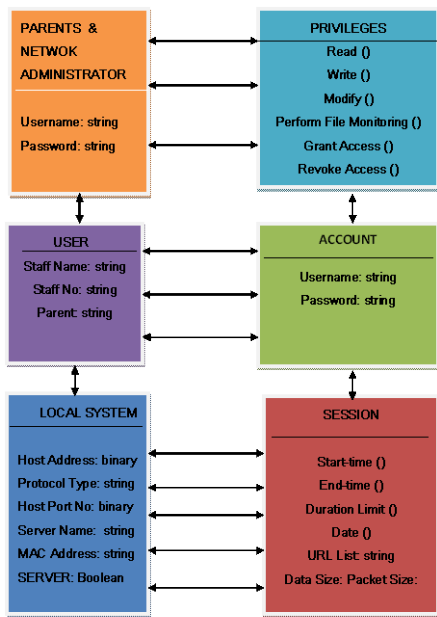 PARENTS &
NETWOK
ADMINISTRATOR
Username: string
Password: string
PRIVILEGES
Read ()
Write ()
Modify ()
Perform File Monitoring ()
Grant Access ()
Revoke Access ()
USER
Staff Name: string
Staff No: string
Parent: string
ACCOUNT
Username: string
Password: string
LOCAL SYSTEM
Host Address: binary
Protocol Type: string
Host Port No: binary
Server Name: string
MAC Address: string
SERVER: Boolean
SESSION
Start-time ()
End-time ()
Duration Limit ()
Date ()
URL List: string
Data Size: Packet Size: